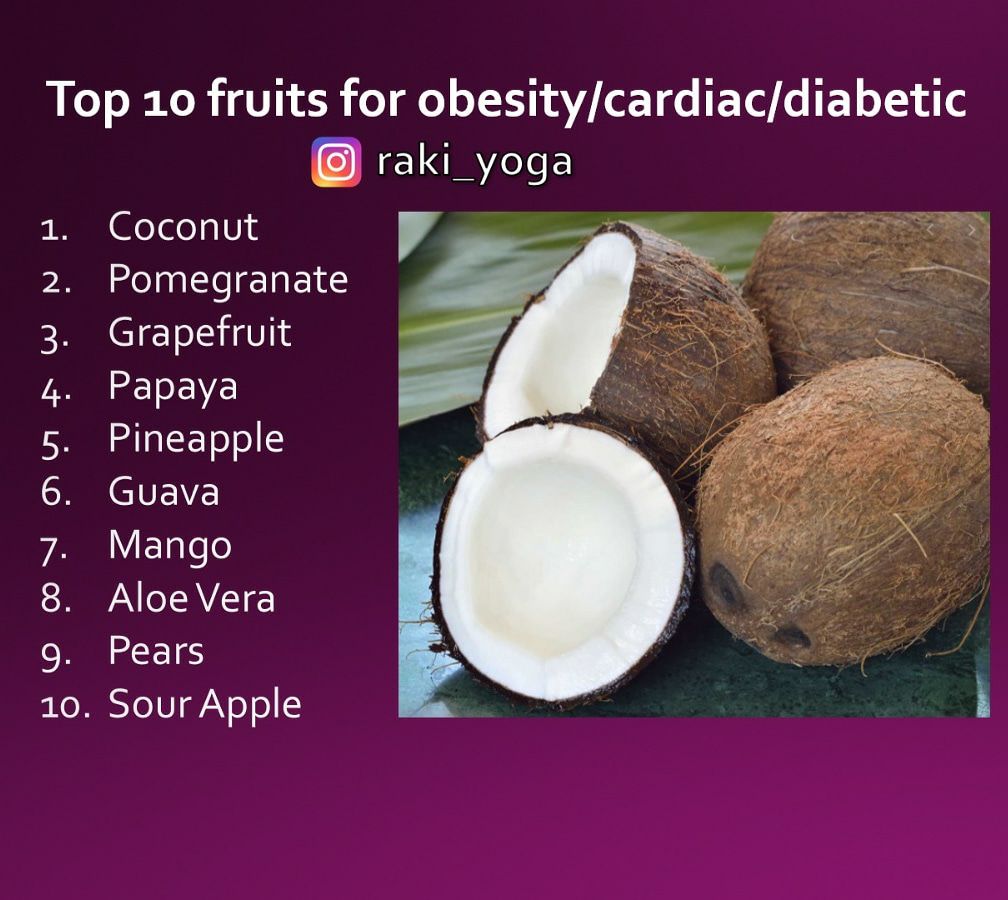 Top 10 fruits for obesity/cardiac/diabetic
raki_yoga
1. Coconut
2. Pomegranate
3. Grapefruit
4. Papaya
5. Pineapple
6. Guava
7. Mango
8. Aloe Vera
9. Pears
10. Sour Apple